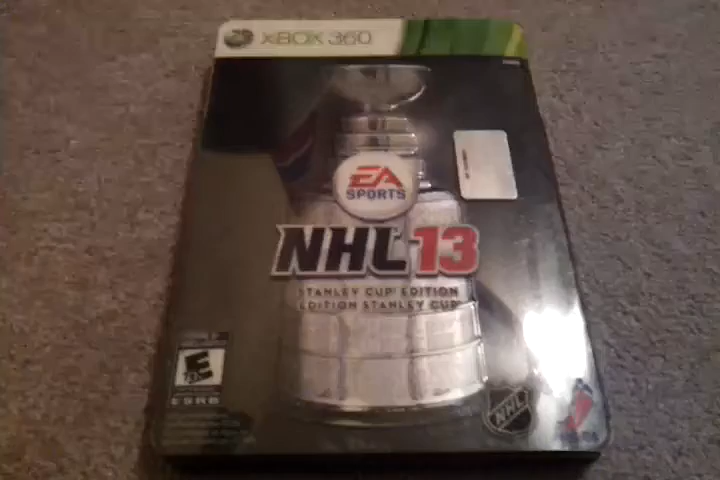 XBOX 360
EA
SPORTS
NHL 13
STANLEY CUP EDITION
EDITION STANLEY CUP
E
ESRB
NHL